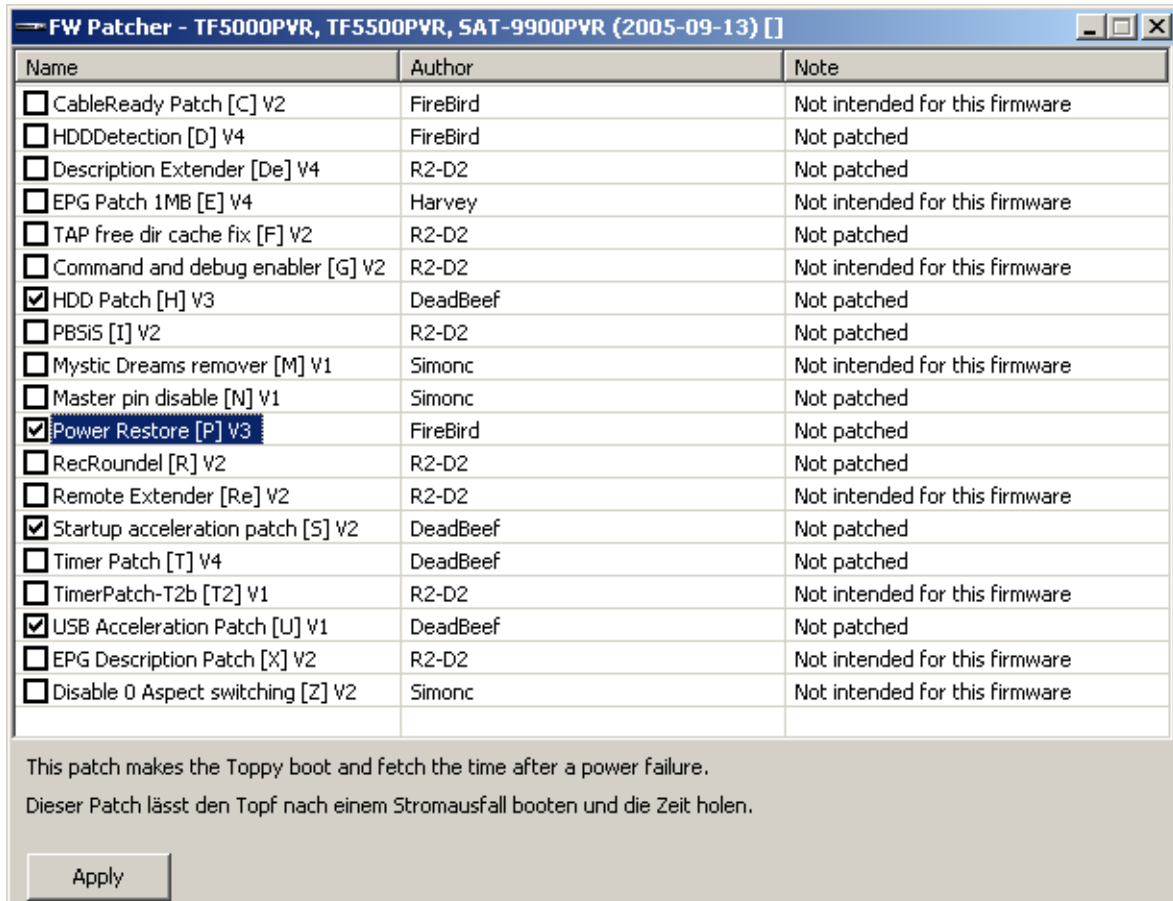 FW Patcher - TF5000PVR, TF5500PVR, SAT-9900PVR (2005-09-13) []
Name Author Note
CableReady Patch [C] V2 FireBird Not intended for this firmware
HDDDetection [D] V4 FireBird Not patched
Description Extender [De] V4 R2-D2 Not patched
EPG Patch 1MB [E] V4 Harvey Not intended for this firmware
TAP free dir cache fix [F] V2 R2-D2 Not patched
Command and debug enabler [G] V2 R2-D2 Not intended for this firmware
HDD Patch [H] V3 DeadBeef Not patched
PBSiS [I] V2 R2-D2 Not patched
Mystic Dreams remover [M] V1 Simonc Not intended for this firmware
Master pin disable [N] V1 Simonc Not patched
Power Restore [P] V3 FireBird Not patched
RecRoundel [R] V2 R2-D2 Not patched
Remote Extender [Re] V2 R2-D2 Not intended for this firmware
Startup acceleration patch [S] V2 DeadBeef Not patched
Timer Patch [T] V4 DeadBeef Not patched
TimerPatch-T2b [T2] V1 R2-D2 Not intended for this firmware
USB Acceleration Patch [U] V1 DeadBeef Not patched
EPG Description Patch [X] V2 R2-D2 Not intended for this firmware
Disable 0 Aspect switching [Z] V2 Simonc Not intended for this firmware
This patch makes the Toppy boot and fetch the time after a power failure.
Dieser Patch lässt den Topf nach einem Stromausfall booten und die Zeit holen.
Apply